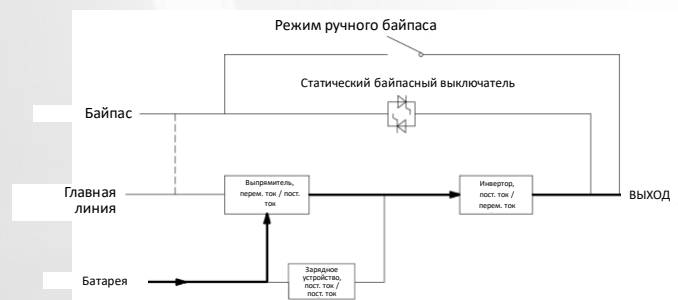 Режим ручного байпаса
Статический байпасный выключатель
Байпас
Главная
линия
Выпрямитель,
перем. ток / пост.
ток
Инвертор,
пост. ток /
перем. ток
ВЫХОД
Батарея
Зарядное
устройство,
пост. ток /
пост. ток